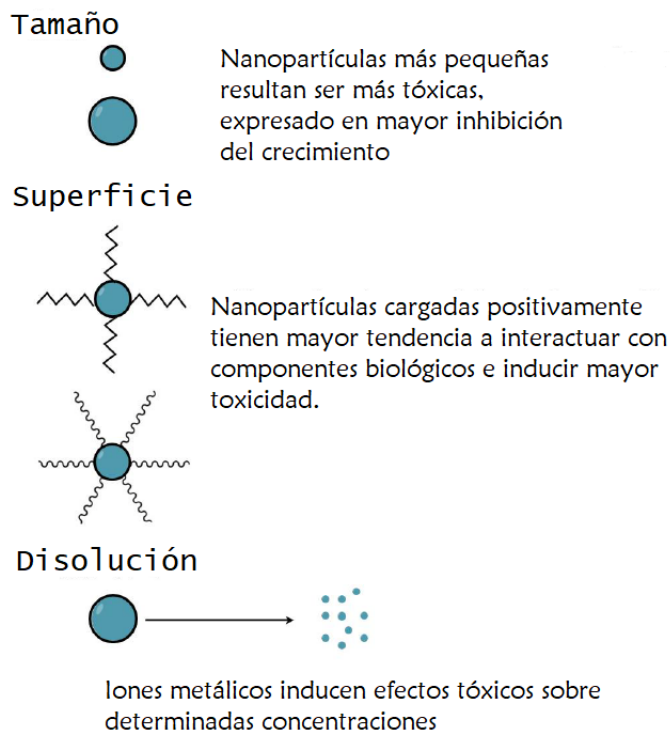 Tamaño
Nanopartículas más pequeñas
resultan ser más tóxicas,
expresado en mayor inhibición
del crecimiento
Superficie
Nanopartículas cargadas positivamente
tienen mayor tendencia a interactuar con
componentes biológicos e inducir mayor
toxicidad.
Disolución
Iones metálicos inducen efectos tóxicos sobre
determinadas concentraciones